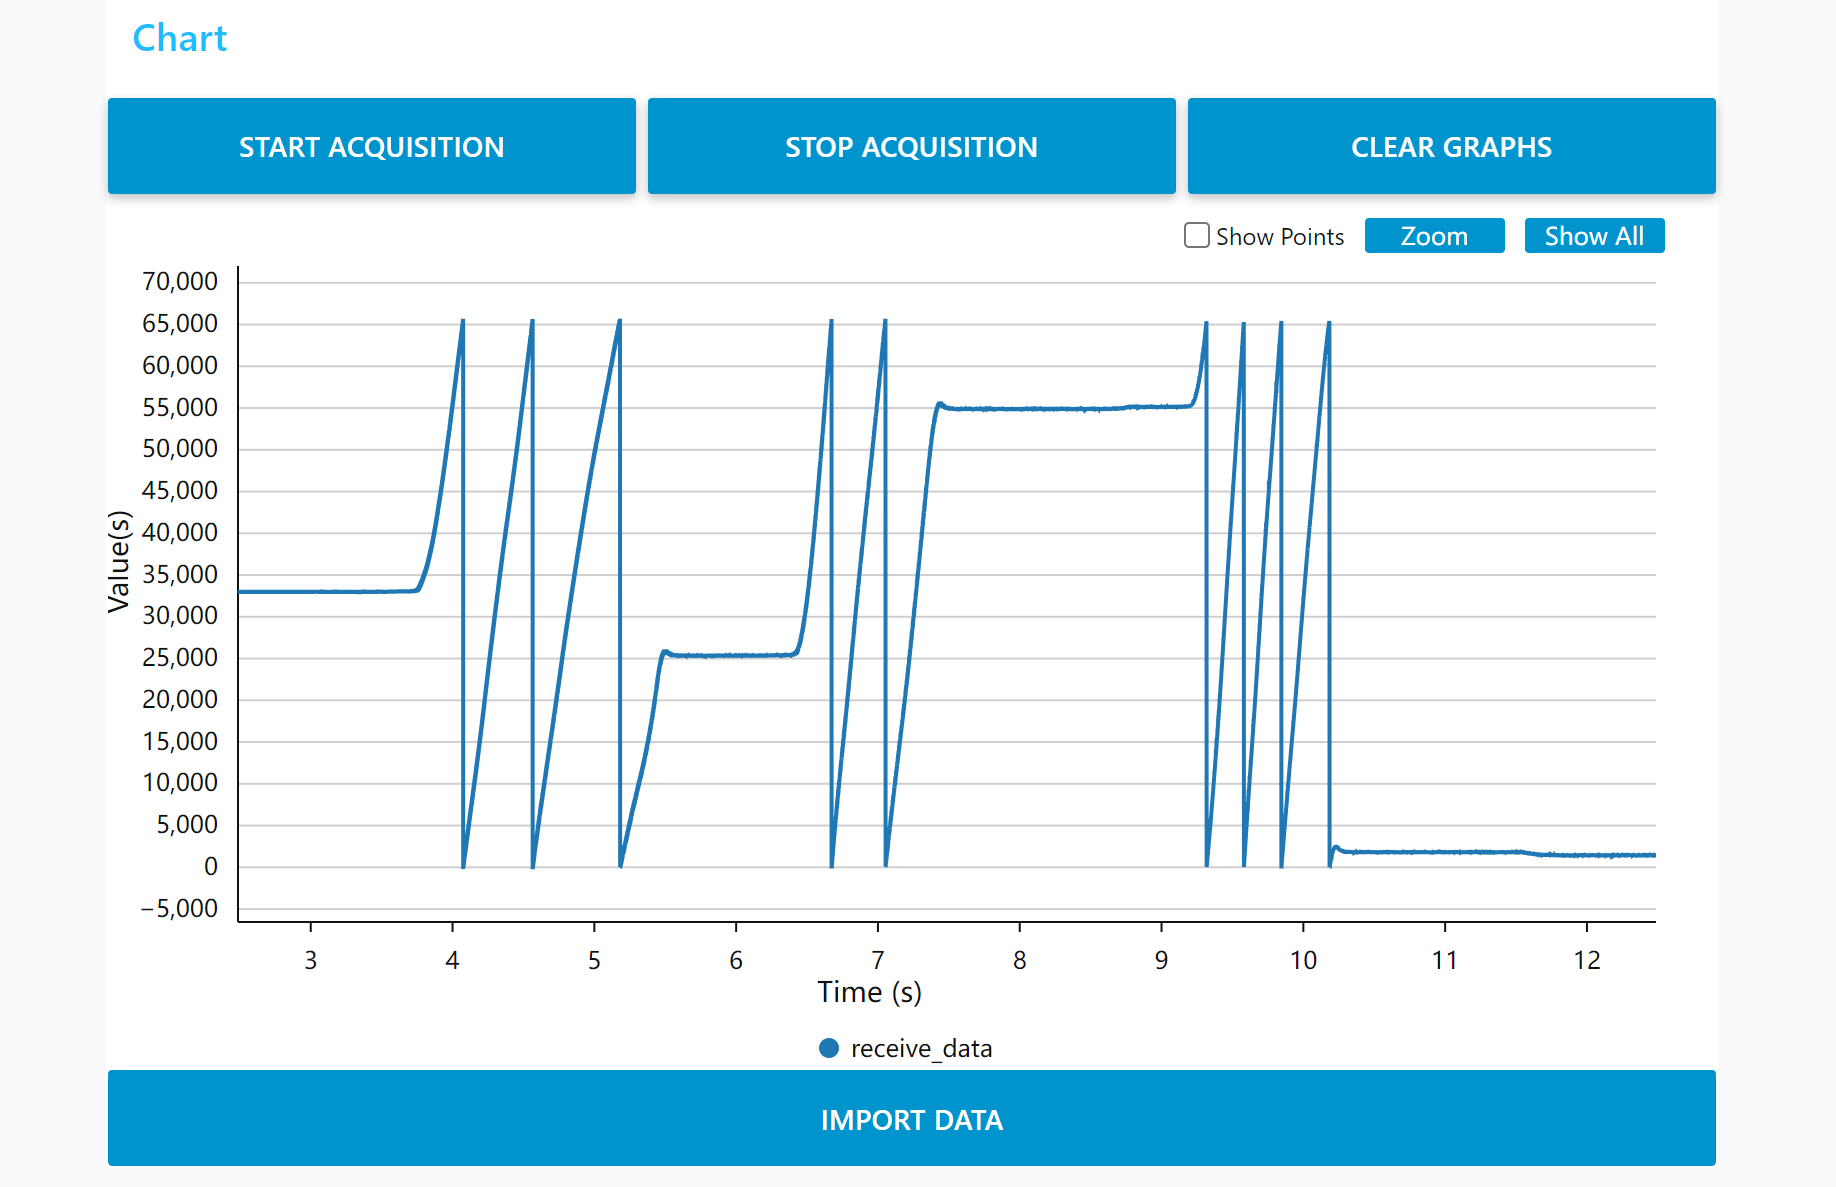 Chart
START ACQUISITION
STOP ACQUISITION
CLEAR GRAPHS
Show Points
Zoom
Show All
70,000
65,000
60,000
55,000
50,000
45,000
40,000
35,000
30,000
25,000
20,000
15,000
10,000
5,000
0
−5,000
Value(s)
3 4 5 6 7 8 9 10 11 12
Time (s)
receive_data
IMPORT DATA